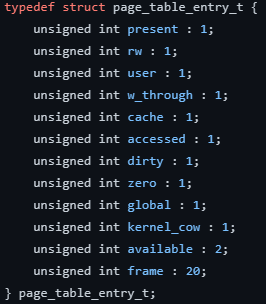 typedef struct page_table_entry_t {
    unsigned int present : 1;
    unsigned int rw : 1;
    unsigned int user : 1;
    unsigned int w_through : 1;
    unsigned int cache : 1;
    unsigned int accessed : 1;
    unsigned int dirty : 1;
    unsigned int zero : 1;
    unsigned int global : 1;
    unsigned int kernel_cow : 1;
    unsigned int available : 2;
    unsigned int frame : 20;
} page_table_entry_t;